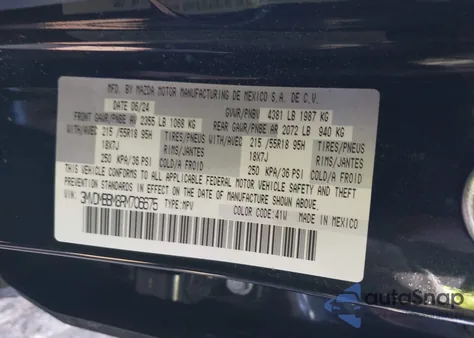 MFD. BY MAZDA MOTOR MANUFACTURING DE MEXICO S.A. DE C.V.
DATE 06/24 GVWR/PNBV 4381 LB 1987 KG
FRONT GAWR/PNBE AV 2355 LB 1068 KG REAR GAWR/PNBE AR 2072 LB 940 KG
WITH/AVEC 215/55R18 95H TIRES/PNEUS WITH/AVEC 215/55R18 95H TIRES/PNEUS
18X7J RIMS/JANTES 18X7J RIMS/JANTES
250 KPA/36 PSI COLD/A FROID 250 KPA/36 PSI COLD/A FROID
THIS VEHICLE CONFORMS TO ALL APPLICABLE FEDERAL MOTOR VEHICLE SAFETY AND THEFT
PREVENTION STANDARDS IN EFFECT ON THE DATE OF MANUFACTURE SHOWN ABOVE.
TYPE: MPV COLOR CODE: 41W MADE IN MEXICO
autoSnap